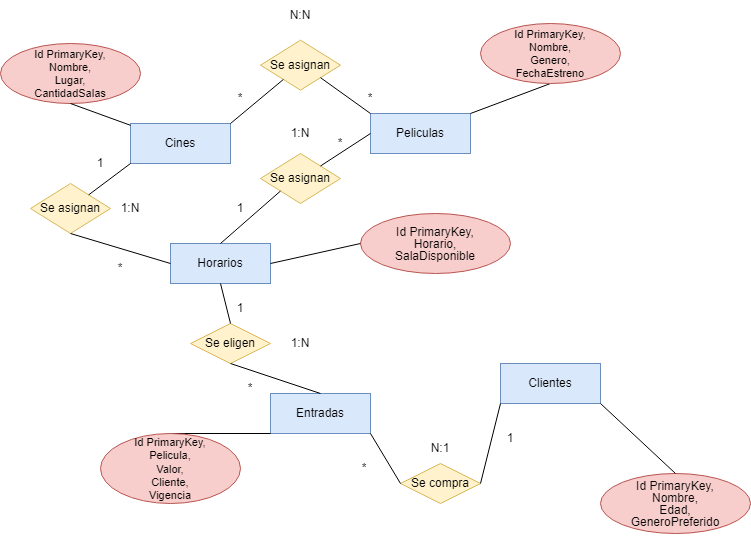 N:N
Id PrimaryKey,
Nombre,
Lugar,
CantidadSalas
Se asignan
Id PrimaryKey,
Nombre,
Genero,
FechaEstreno
*
*
Cines
1:N
Peliculas
*
1
Se asignan
Se asignan
1:N
1
Id PrimaryKey,
Horario,
SalaDisponible
*
Horarios
1
Se eligen
1:N
*
Clientes
Entradas
Id PrimaryKey,
Pelicula,
Valor,
Cliente,
Vigencia
N:1
1
*
Se compra
Id PrimaryKey,
Nombre,
Edad,
GeneroPreferido